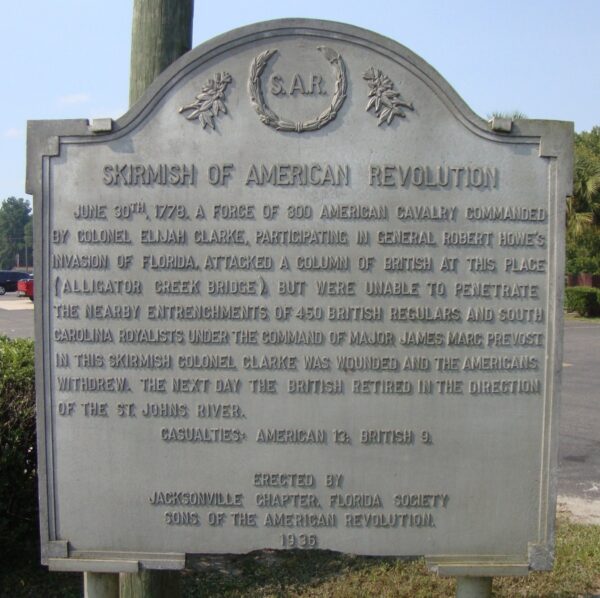 S.A.R.
SKIRMISH OF AMERICAN REVOLUTION
JUNE 30TH, 1778. A FORCE OF 300 AMERICAN CAVALRY COMMANDED
BY COLONEL ELIJAH CLARKE, PARTICIPATING IN GENERAL ROBERT HOWE'S
INVASION OF FLORIDA, ATTACKED A COLUMN OF BRITISH AT THIS PLACE
(ALLIGATOR CREEK BRIDGE), BUT WERE UNABLE TO PENETRATE
THE NEARBY ENTRENCHMENTS OF 450 BRITISH REGULARS AND SOUTH
CAROLINA ROYALISTS UNDER THE COMMAND OF MAJOR JAMES MARC PREVOST
IN THIS SKIRMISH COLONEL CLARKE WAS WOUNDED AND THE AMERICANS
WITHDREW. THE NEXT DAY THE BRITISH RETIRED IN THE DIRECTION
OF THE ST. JOHNS RIVER.
CASUALTIES: AMERICAN 13; BRITISH 9.
ERECTED BY
JACKSONVILLE CHAPTER, FLORIDA SOCIETY
SONS OF THE AMERICAN REVOLUTION.
1936